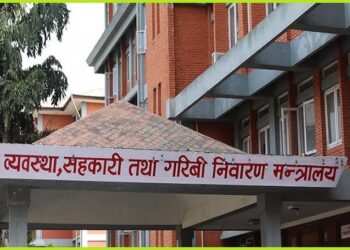 व्यवस्था, सहकारी तथा गरिबी निवारण मन्त्रालय